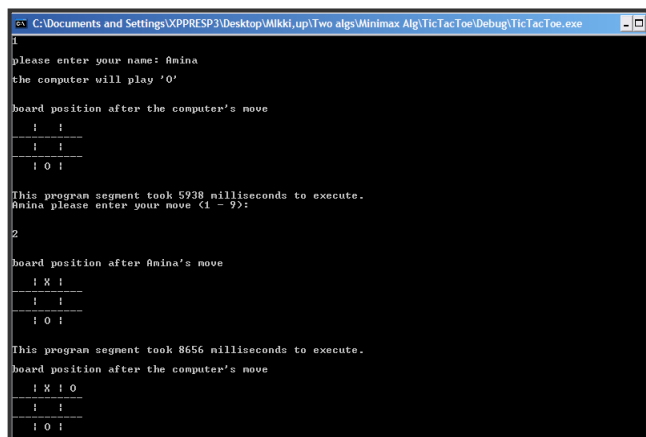 C:\Documents and Settings\XPPRESP3\Desktop\MIkki,up\Two algs\Minimax Alg\TicTacToe\Debug\TicTacToe.exe
1
please enter your name: Amina
the computer will play 'O'
board position after the computer's move
¦   ¦
-----------
¦   ¦
-----------
¦ O ¦
This program segment took 5938 milliseconds to execute.
Amina please enter your move (1 - 9):
2
board position after Amina's move
¦ X ¦
-----------
¦   ¦
-----------
¦ O ¦
This program segment took 8656 milliseconds to execute.
board position after the computer's move
¦ X ¦ O
-----------
¦   ¦
-----------
¦ O ¦